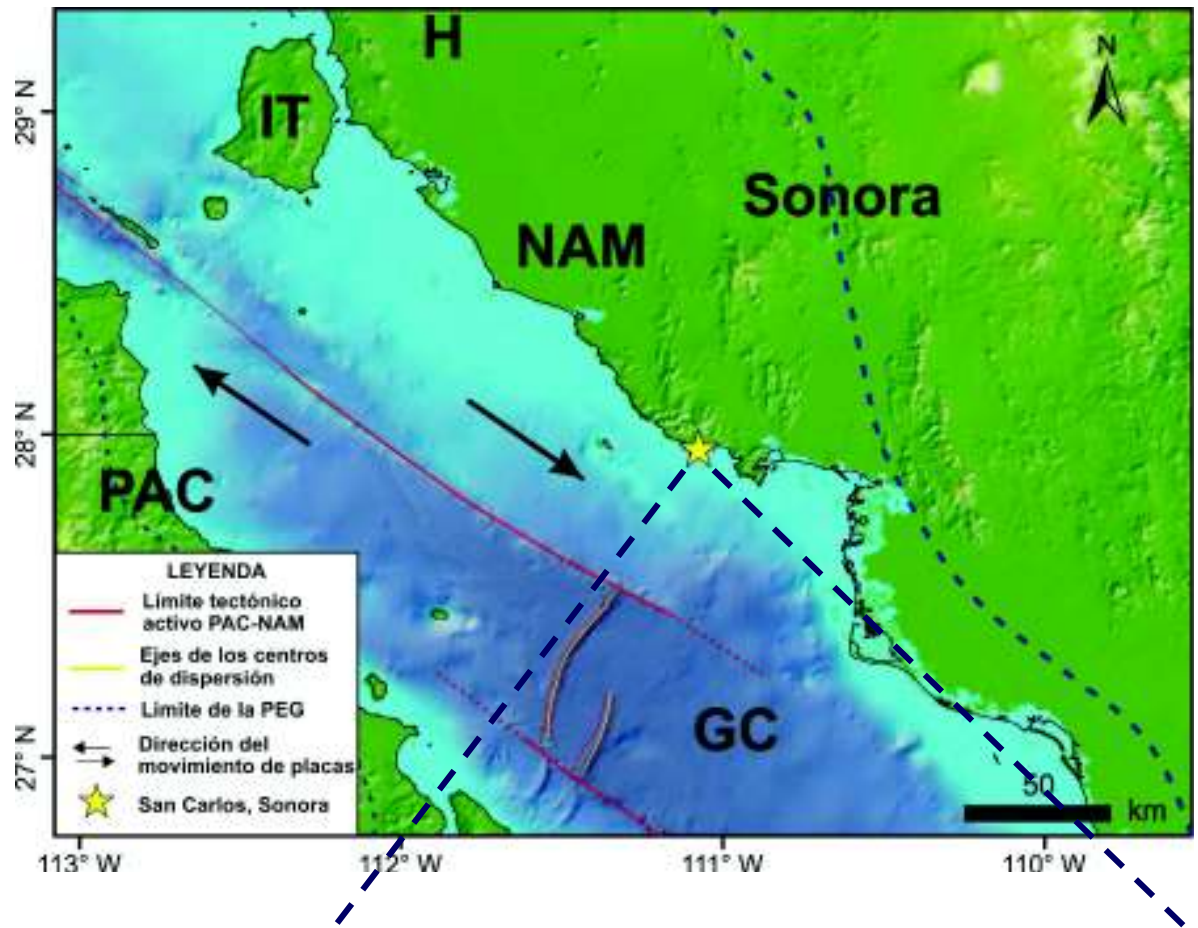 H
N
IT
29° N
Sonora
NAM
28° N
PAC
LEYENDA
Límite tectónico
activo PAC-NAM
Ejes de los centros
de dispersión
Limite de la PEG
Dirección del
movimiento de placas
San Carlos, Sonora
GC
27° N
50
km
113° W
112° W
111° W
110° W